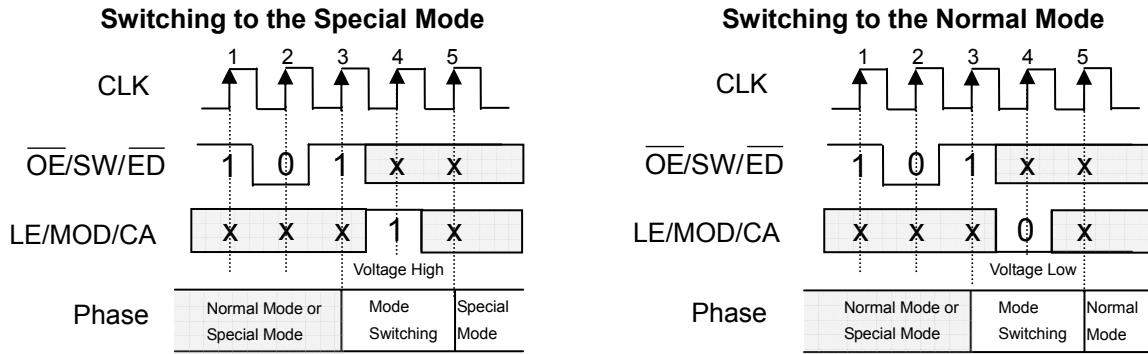 Switching to the Special Mode
1 2 3 4 5
CLK
OE/SW/ED
1 0 1 x x
LE/MOD/CA
x x x 1 x
Voltage High
Phase
Normal Mode or
Special Mode
Mode
Switching
Special
Mode
Switching to the Normal Mode
1 2 3 4 5
CLK
OE/SW/ED
1 0 1 x x
LE/MOD/CA
x x x 0 x
Voltage Low
Phase
Normal Mode or
Special Mode
Mode
Switching
Normal
Mode